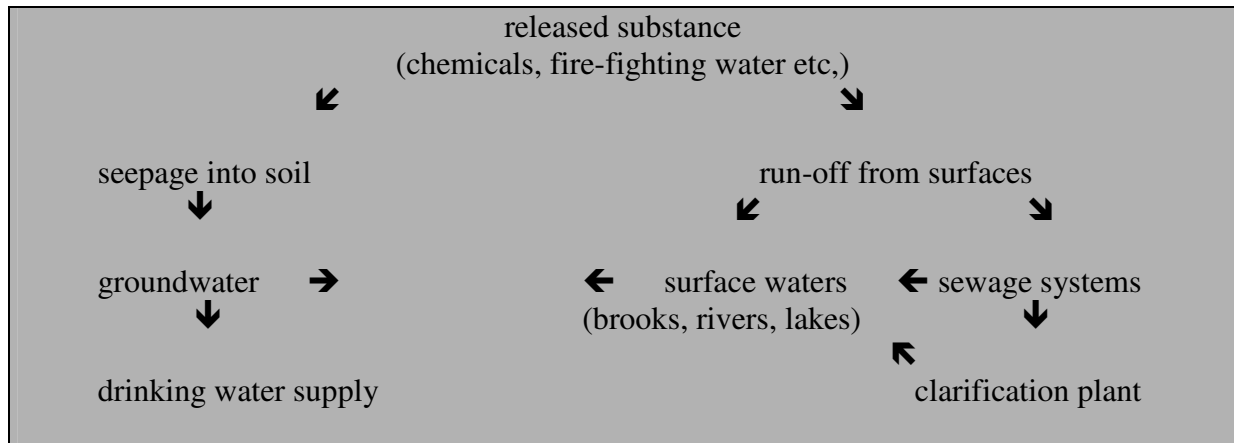 released substance
(chemicals, fire-fighting water etc,)
seepage into soil run-off from surfaces
groundwater surface waters sewage systems
(brooks, rivers, lakes)
drinking water supply clarification plant